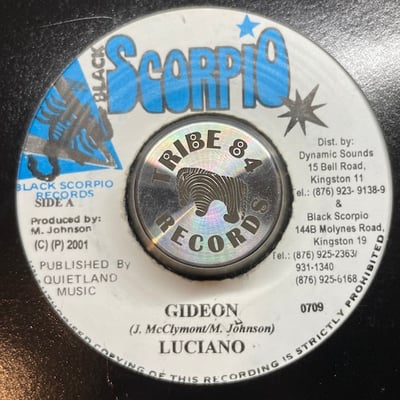 BLACK
SCORPIO
BLACK SCORPIO
RECORDS
SIDE A
Produced by:
M. Johnson
(C) (P) 2001
PUBLISHED BY
QUIETLAND
MUSIC
TRIBE 84
RECORDS
Dist. by:
Dynamic Sounds
15 Bell Road,
Kingston 11
Tel: (876) 923- 9138-9
&
Black Scorpio
144B Molynes Road,
Kingston 19
Tel: (876) 925-2363/
931-1340
(876) 925-6168
GIDEON
(J. McClymont/M. Johnson)
LUCIANO
0709
COPYING OF THIS RECORD IS STRICTLY PROHIBITED